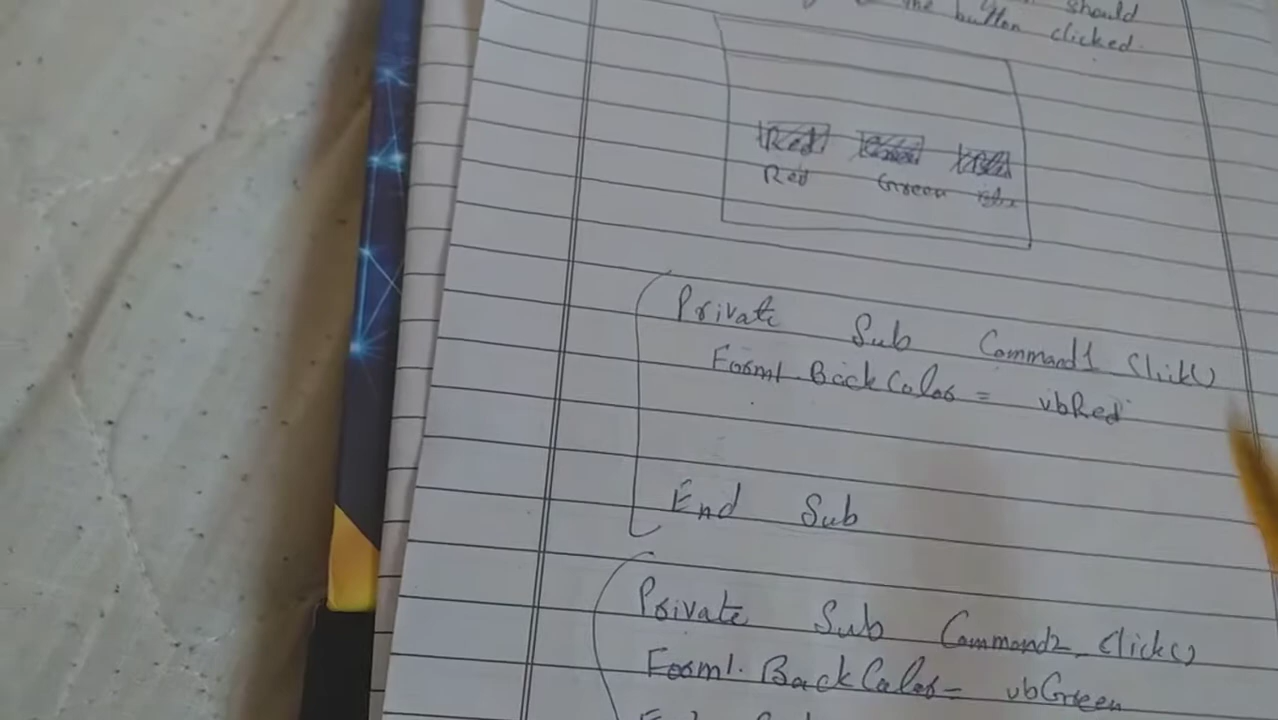 should
the button clicked.
Red
Red Green
Private Sub Command1_Click()
Form1.BackColor = vbRed
End Sub
Private Sub Command2_Click()
Form1.BackColor = vbGreen